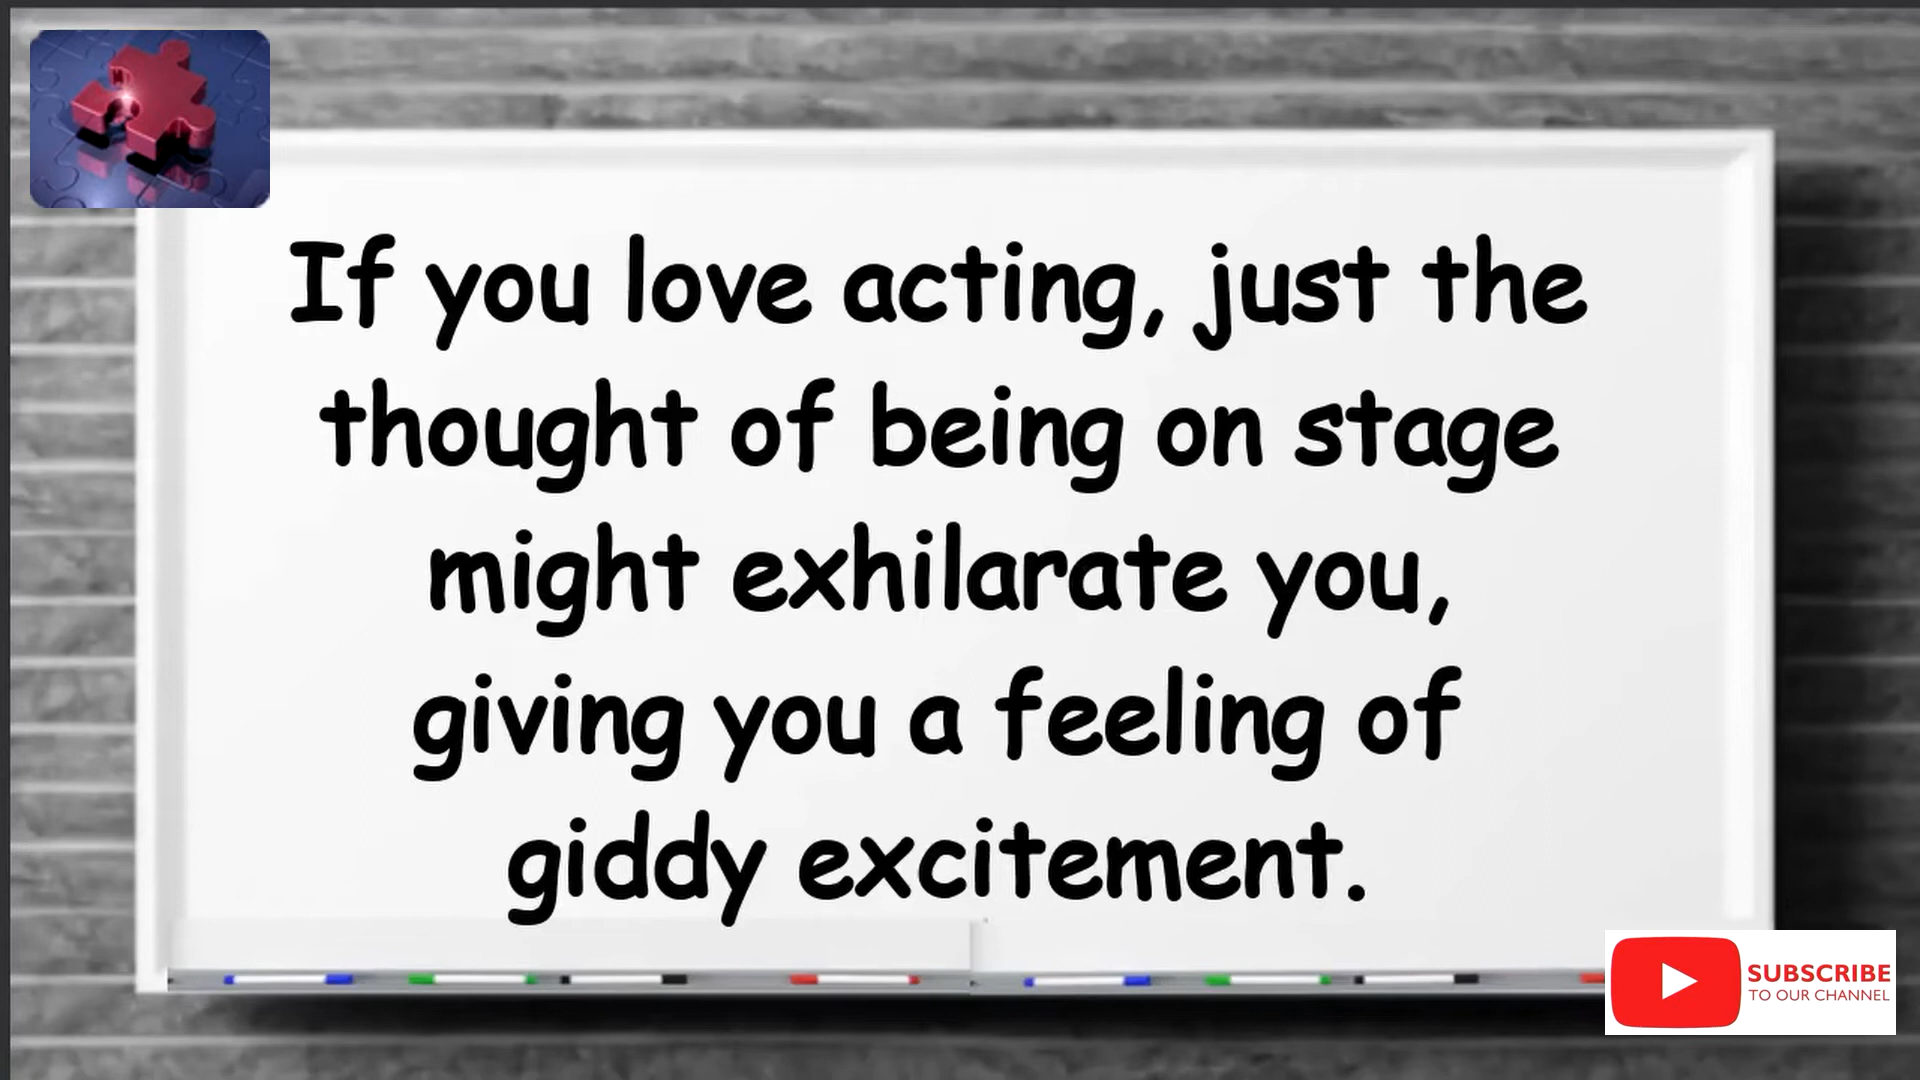 If you love acting, just the
thought of being on stage
might exhilarate you,
giving you a feeling of
giddy excitement.
SUBSCRIBE
TO OUR CHANNEL